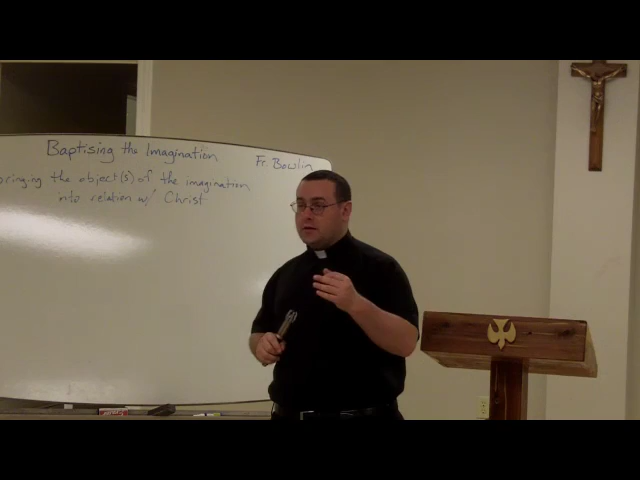 Baptising the Imagination
Fr. Bowlin
bringing the object(s) of the imagination
into relation w/ Christ